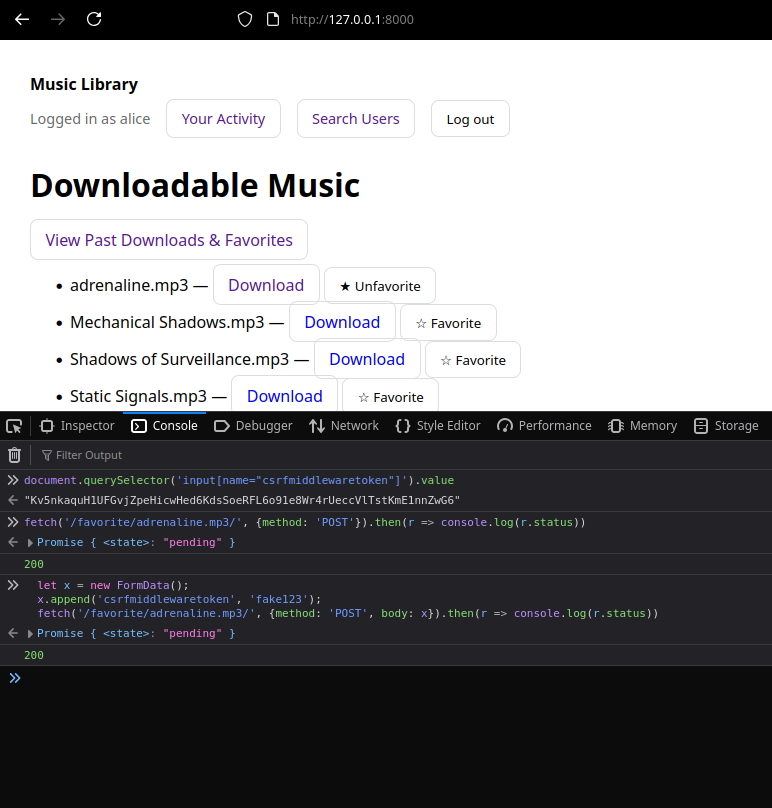 http://127.0.0.1:8000
Music Library
Logged in as alice Your Activity Search Users Log out
Downloadable Music
View Past Downloads & Favorites
• adrenaline.mp3 — Download ★ Unfavorite
• Mechanical Shadows.mp3 — Download ☆ Favorite
• Shadows of Surveillance.mp3 — Download ☆ Favorite
• Static Signals.mp3 — Download ☆ Favorite
Inspector Console Debugger Network Style Editor Performance Memory Storage
Filter Output
document.querySelector('input[name="csrfmiddlewaretoken"]').value
"Kv5nkaquH1UFGvjZpeHicwHed6KdsSoeRFL6o91e8Wr4rUeccVlTstKmE1nnZwG6"
fetch('/favorite/adrenaline.mp3/', {method: 'POST'}).then(r => console.log(r.status))
Promise { <state>: "pending" }
200
let x = new FormData();
x.append('csrfmiddlewaretoken', 'fake123');
fetch('/favorite/adrenaline.mp3/', {method: 'POST', body: x}).then(r => console.log(r.status))
Promise { <state>: "pending" }
200